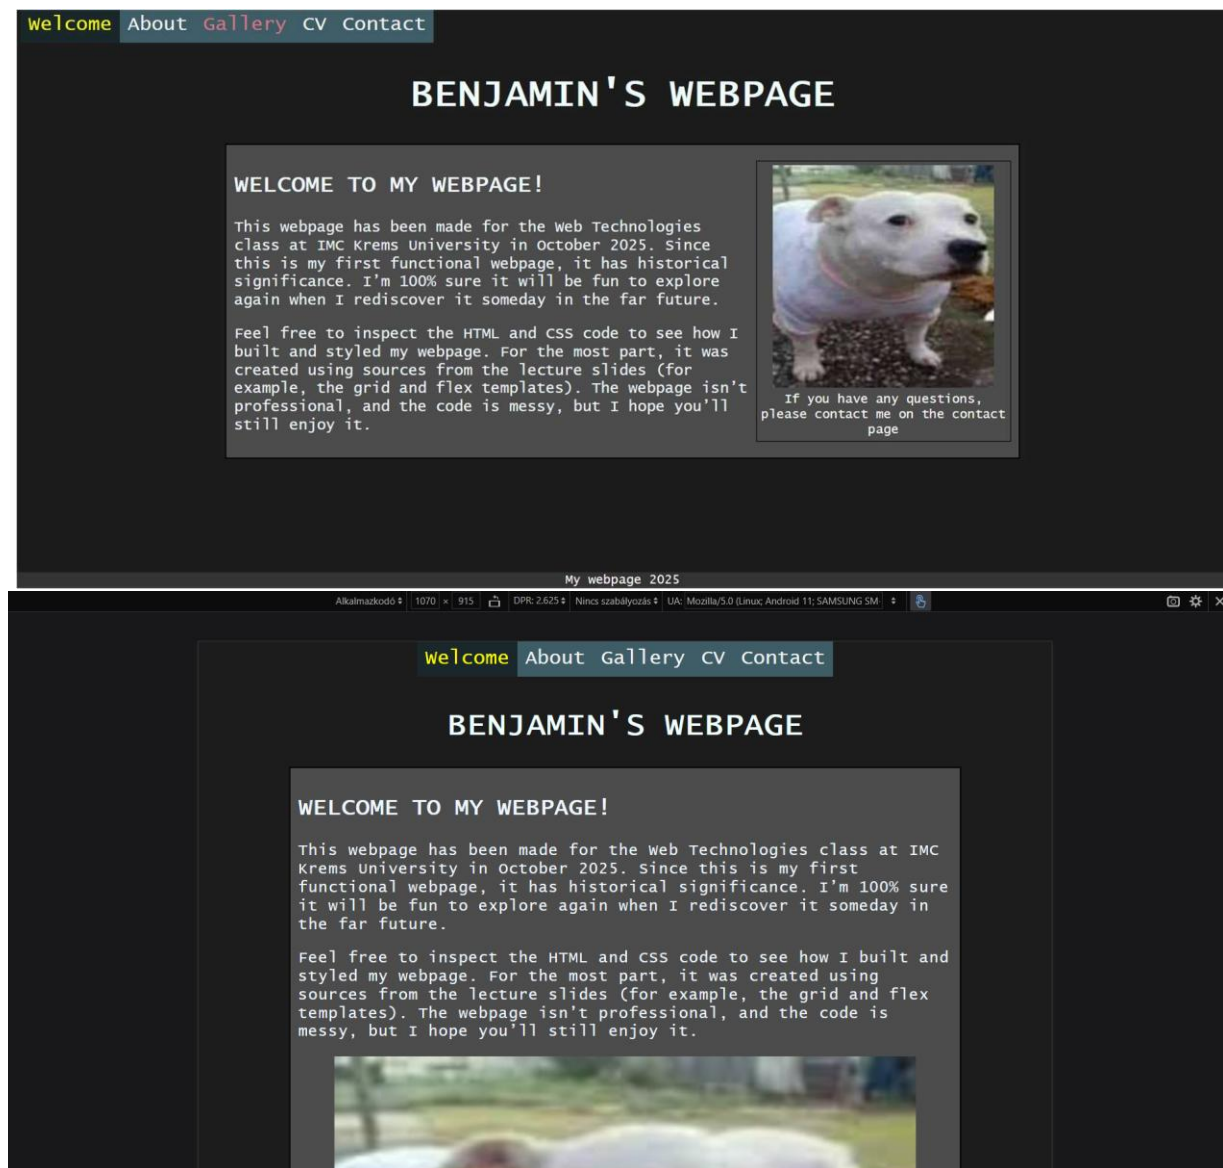 Welcome About Gallery CV Contact
BENJAMIN'S WEBPAGE
WELCOME TO MY WEBPAGE!
This webpage has been made for the Web Technologies
class at IMC Krems University in October 2025. Since
this is my first functional webpage, it has historical
significance. I'm 100% sure it will be fun to explore
again when I rediscover it someday in the far future.
Feel free to inspect the HTML and CSS code to see how I
built and styled my webpage. For the most part, it was
created using sources from the lecture slides (for
example, the grid and flex templates). The webpage isn't
professional, and the code is messy, but I hope you'll
still enjoy it.
If you have any questions,
please contact me on the contact
page
My webpage 2025
Alkalmazkodó 1070 × 915 DPR: 2.625 Nincs szabályozás UA: Mozilla/5.0 (Linux; Android 11; SAMSUNG SM-
Welcome About Gallery CV Contact
BENJAMIN'S WEBPAGE
WELCOME TO MY WEBPAGE!
This webpage has been made for the Web Technologies class at IMC
Krems University in October 2025. Since this is my first
functional webpage, it has historical significance. I'm 100% sure
it will be fun to explore again when I rediscover it someday in
the far future.
Feel free to inspect the HTML and CSS code to see how I built and
styled my webpage. For the most part, it was created using
sources from the lecture slides (for example, the grid and flex
templates). The webpage isn't professional, and the code is
messy, but I hope you'll still enjoy it.